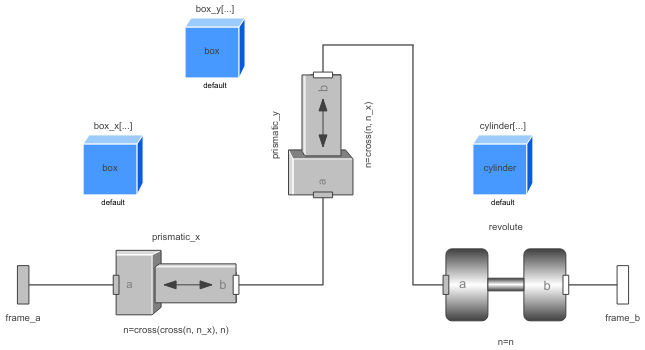 box_y[...]
box
default
box_x[...]
box
default
prismatic_y
b
a
n=cross(n, n_x)
cylinder[...]
cylinder
default
prismatic_x
a
b
n=cross(cross(n, n_x), n)
revolute
a
b
n=n
frame_a
frame_b